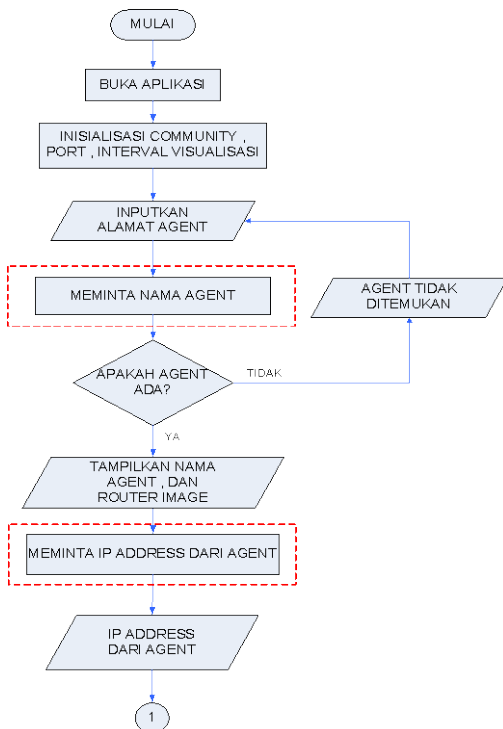 MULAI
BUKA APLIKASI
INISIALISASI COMMUNITY ,
PORT , INTERVAL VISUALISASI
INPUTKAN
ALAMAT AGENT
MEMINTA NAMA AGENT
AGENT TIDAK
DITEMUKAN
APAKAH AGENT
ADA?
TIDAK
YA
TAMPILKAN NAMA
AGENT , DAN
ROUTER IMAGE
MEMINTA IP ADDRESS DARI AGENT
IP ADDRESS
DARI AGENT
1